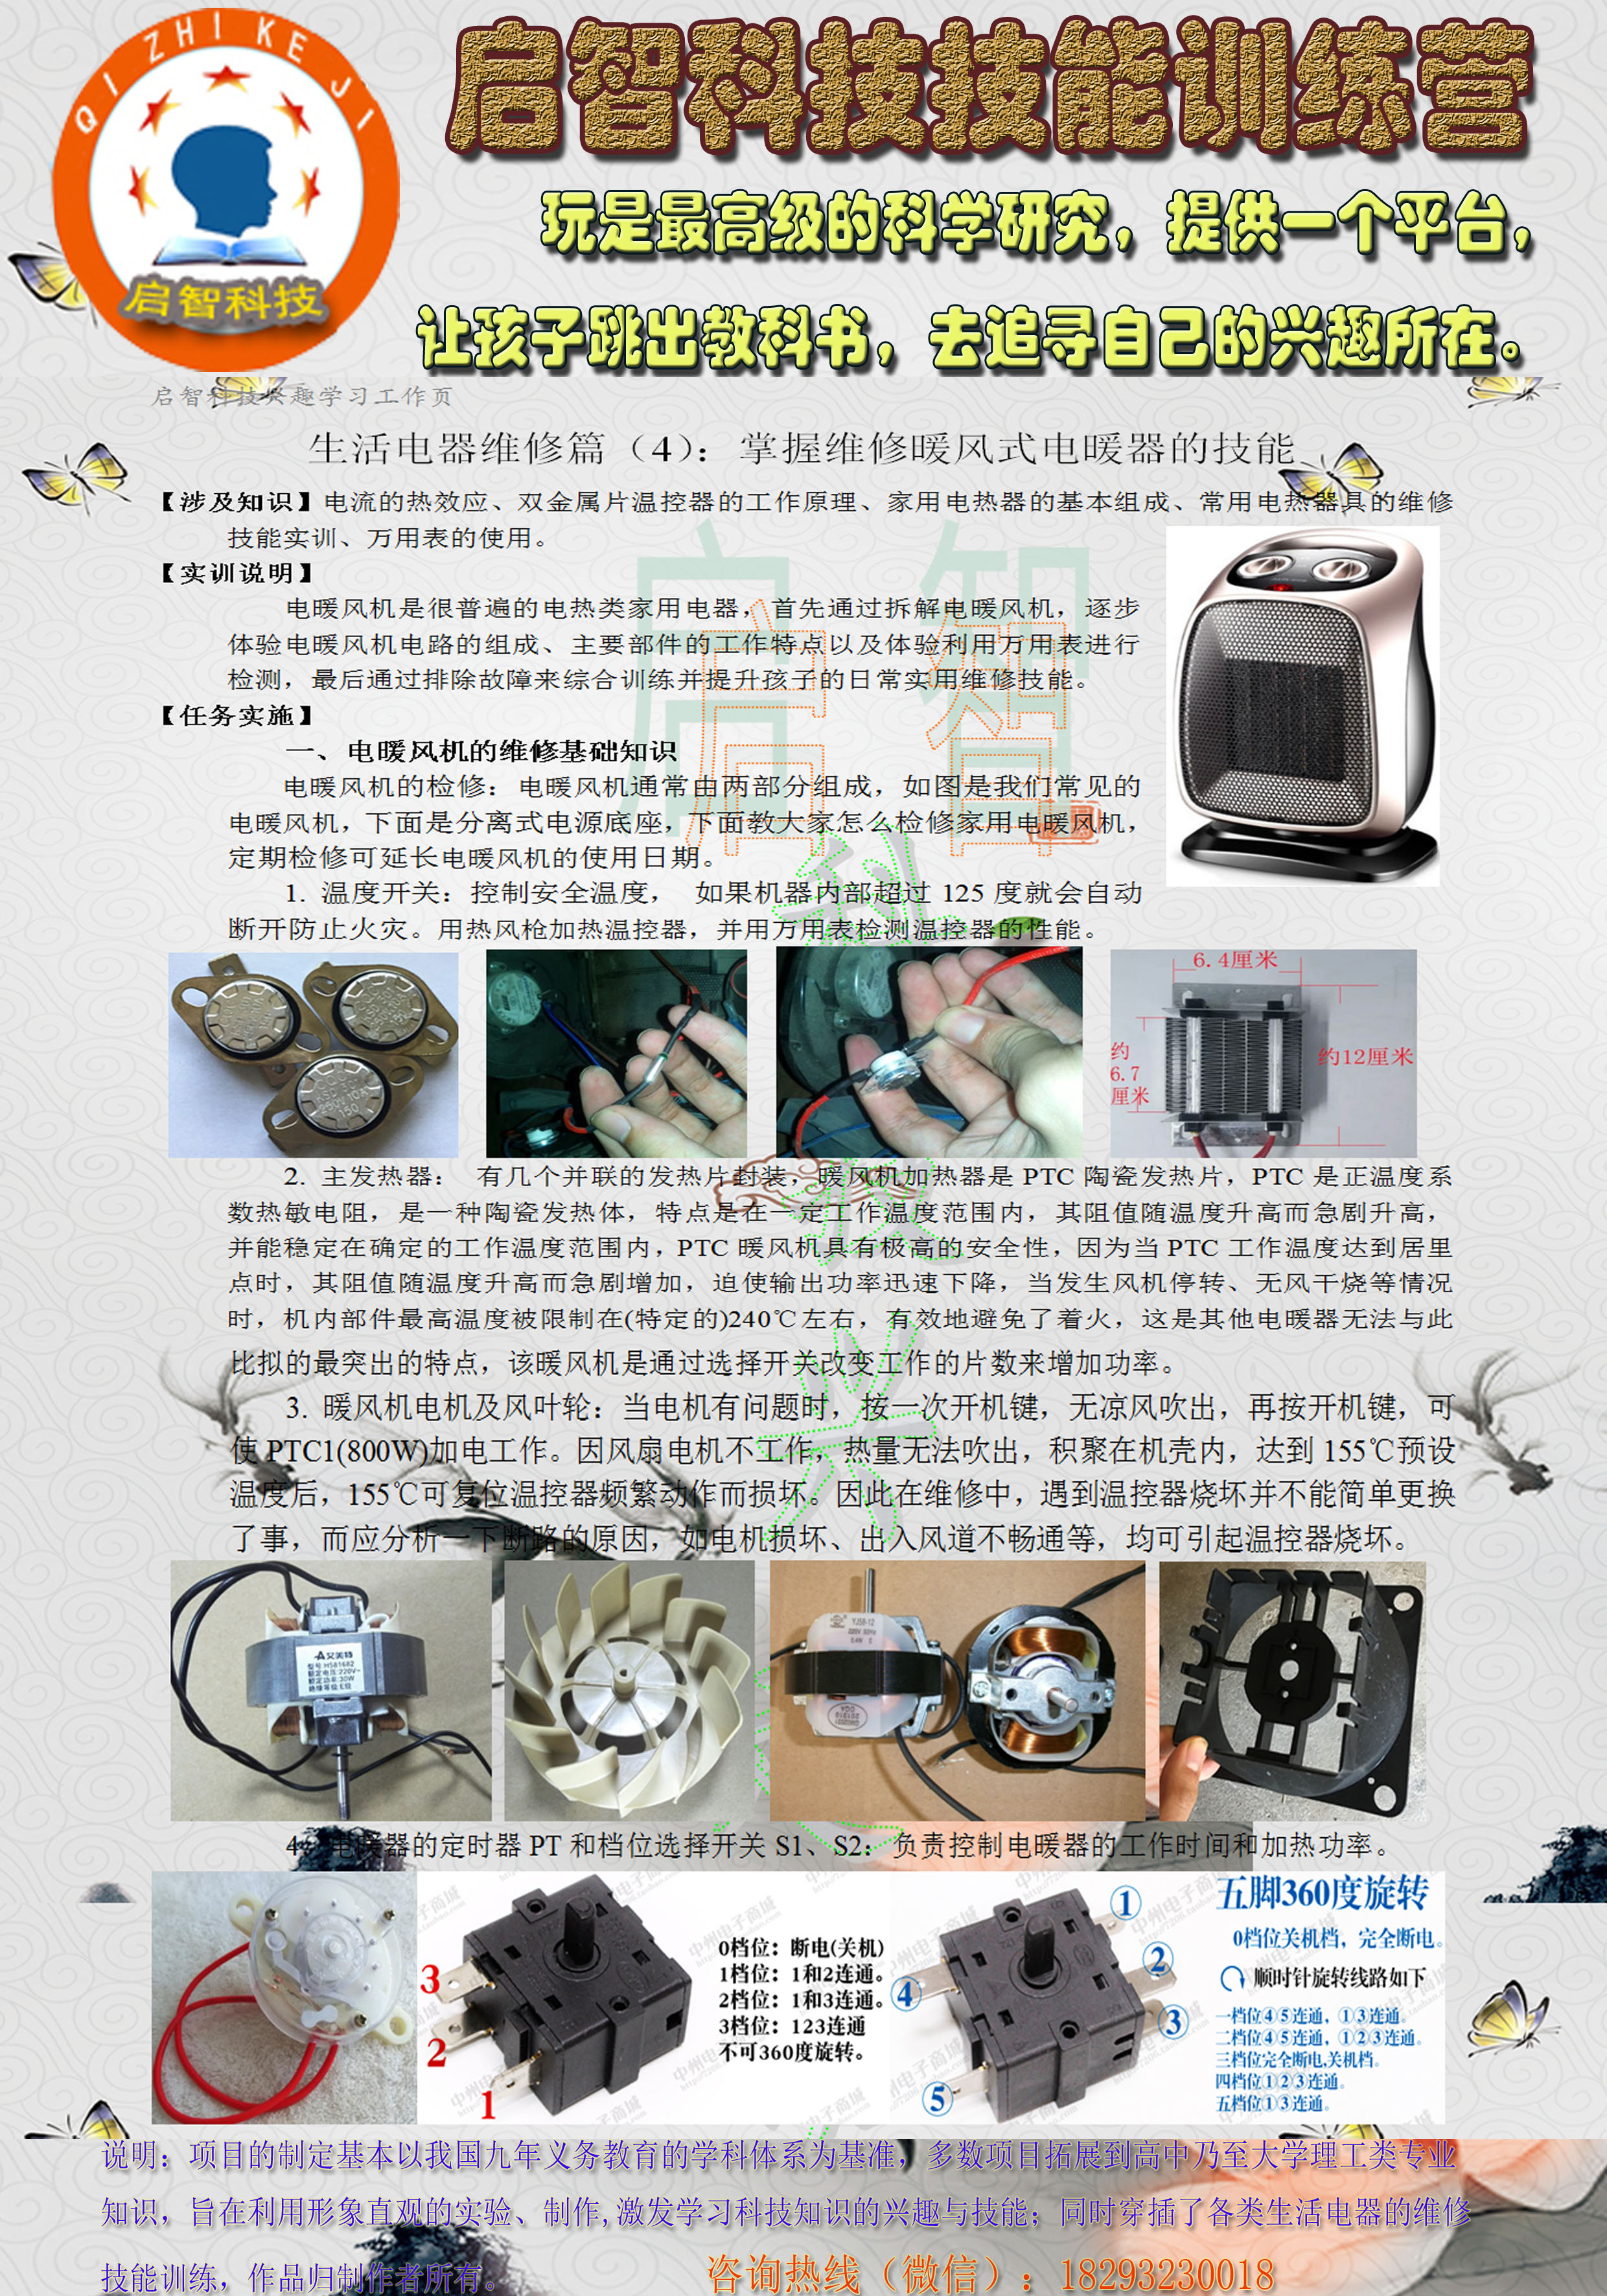 QI ZHI KE JI
启智科技
启智科技技能训练营
玩是最高级的科学研究，提供一个平台，
让孩子跳出教科书，去追寻自己的兴趣所在。
启智科技兴趣学习工作页
生活电器维修篇（4）：掌握维修暖风式电暖器的技能
【涉及知识】电流的热效应、双金属片温控器的工作原理、家用电热器的基本组成、常用电热器具的维修
技能实训、万用表的使用。
【实训说明】
电暖风机是很普遍的电热类家用电器，首先通过拆解电暖风机，逐步
体验电暖风机电路的组成、主要部件的工作特点以及体验利用万用表进行
检测，最后通过排除故障来综合训练并提升孩子的日常实用维修技能。
【任务实施】
一、电暖风机的维修基础知识
电暖风机的检修：电暖风机通常由两部分组成，如图是我们常见的
电暖风机，下面是分离式电源底座，下面教大家怎么检修家用电暖风机，
定期检修可延长电暖风机的使用日期。
1. 温度开关：控制安全温度， 如果机器内部超过 125 度就会自动
断开防止火灾。用热风枪加热温控器，并用万用表检测温控器的性能。
6.4厘米
约
6.7
厘米
约12厘米
2. 主发热器： 有几个并联的发热片封装，暖风机加热器是 PTC 陶瓷发热片，PTC 是正温度系
数热敏电阻，是一种陶瓷发热体，特点是在一定工作温度范围内，其阻值随温度升高而急剧升高，
并能稳定在确定的工作温度范围内，PTC 暖风机具有极高的安全性，因为当 PTC 工作温度达到居里
点时，其阻值随温度升高而急剧增加，迫使输出功率迅速下降，当发生风机停转、无风干烧等情况
时，机内部件最高温度被限制在(特定的)240℃左右，有效地避免了着火，这是其他电暖器无法与此
比拟的最突出的特点，该暖风机是通过选择开关改变工作的片数来增加功率。
3. 暖风机电机及风叶轮：当电机有问题时，按一次开机键，无凉风吹出，再按开机键，可
使 PTC1(800W)加电工作。因风扇电机不工作，热量无法吹出，积聚在机壳内，达到 155℃预设
温度后，155℃可复位温控器频繁动作而损坏。因此在维修中，遇到温控器烧坏并不能简单更换
了事，而应分析一下断路的原因，如电机损坏、出入风道不畅通等，均可引起温控器烧坏。
艾美特
型号:HS81682
额定电压:220V~
额定功率:30W
绝缘等级:E级
YJ58-12
4. 电暖器的定时器 PT 和档位选择开关 S1、S2：负责控制电暖器的工作时间和加热功率。
3
2
1
0档位：断电(关机)
1档位：1和2连通。
2档位：1和3连通。
3档位：123连通
不可360度旋转。
①
②
③
④
⑤
五脚360度旋转
0档位关机档，完全断电。
顺时针旋转线路如下
一档位④⑤连通，①③连通。
二档位④⑤连通，①②③连通。
三档位完全断电,关机档。
四档位①②③连通。
五档位①③连通。
说明：项目的制定基本以我国九年义务教育的学科体系为基准，多数项目拓展到高中乃至大学理工类专业
知识，旨在利用形象直观的实验、制作,激发学习科技知识的兴趣与技能；同时穿插了各类生活电器的维修
技能训练，作品归制作者所有。
咨询热线（微信）：18293230018